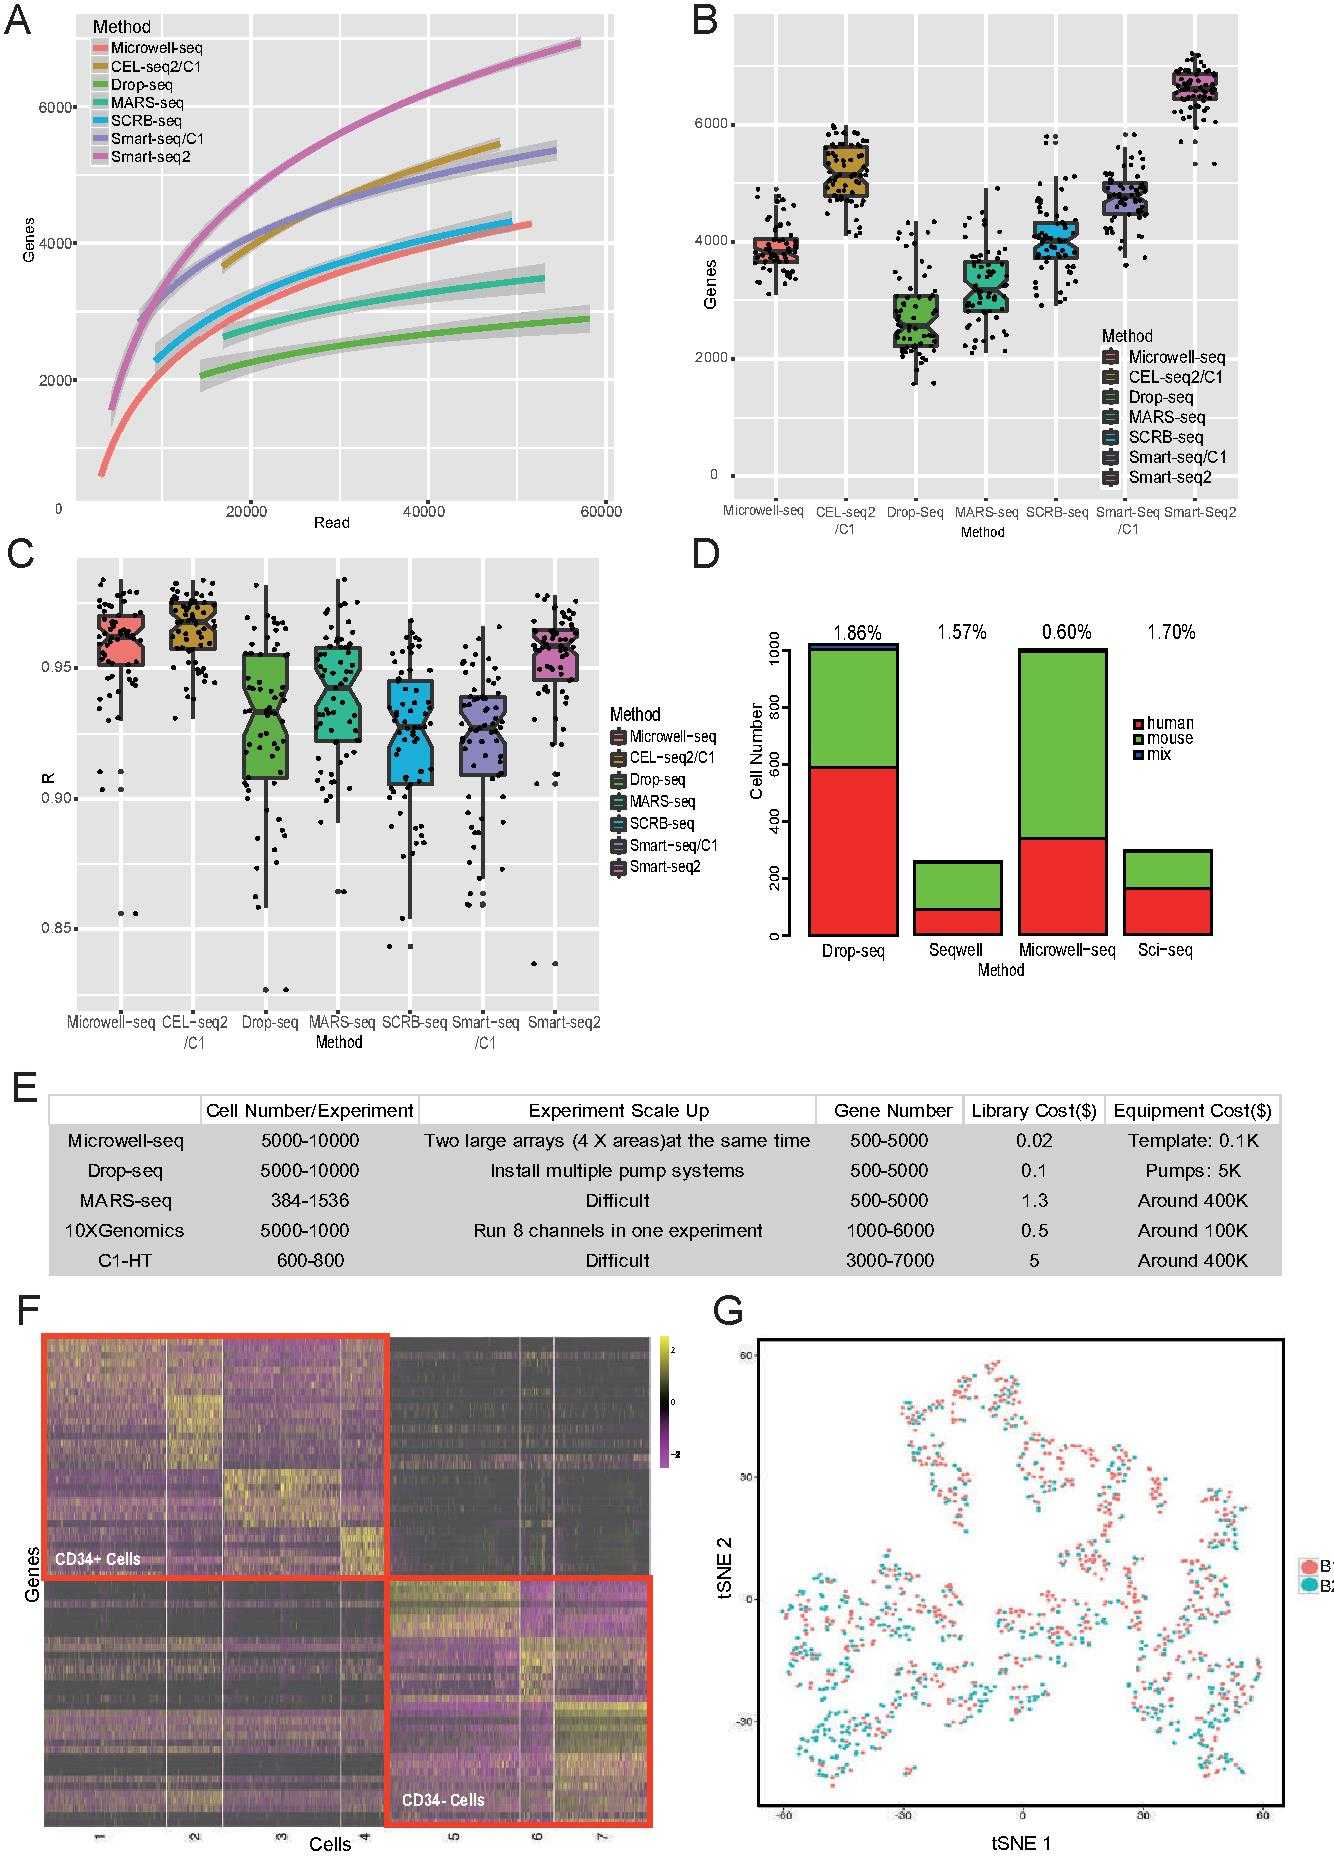 A
Method
Microwell-seq
CEL-seq2/C1
Drop-seq
MARS-seq
SCRB-seq
Smart-seq/C1
Smart-seq2
6000
4000
2000
0
Genes
20000
40000
60000
Read
B
6000
4000
2000
0
Genes
Method
Microwell-seq
CEL-seq2/C1
Drop-seq
MARS-seq
SCRB-seq
Smart-seq/C1
Smart-seq2
Microwell-seq CEL-seq2 /C1 Drop-Seq MARS-seq SCRB-seq Smart-Seq /C1 Smart-Seq2
Method
C
0.95
0.90
0.85
R
Microwell-seq CEL-seq2 /C1 Drop-seq MARS-seq SCRB-seq Smart-seq /C1 Smart-seq2
Method
Method
Microwell-seq
CEL-seq2/C1
Drop-seq
MARS-seq
SCRB-seq
Smart-seq/C1
Smart-seq2
D
1.86% 1.57% 0.60% 1.70%
1000
800
600
400
200
0
Cell Number
human
mouse
mix
Drop-seq Seqwell Microwell-seq Sci-seq
Method
E
Cell Number/Experiment Experiment Scale Up Gene Number Library Cost($) Equipment Cost($)
Microwell-seq 5000-10000 Two large arrays (4 X areas)at the same time 500-5000 0.02 Template: 0.1K
Drop-seq 5000-10000 Install multiple pump systems 500-5000 0.1 Pumps: 5K
MARS-seq 384-1536 Difficult 500-5000 1.3 Around 400K
10XGenomics 5000-1000 Run 8 channels in one experiment 1000-6000 0.5 Around 100K
C1-HT 600-800 Difficult 3000-7000 5 Around 400K
F
2
0
-2
CD34+ Cells
CD34- Cells
Genes
1 2 3 4 5 6 7
Cells
G
60
30
0
-30
tSNE 2
-60 -30 0 30 60
tSNE 1
B1